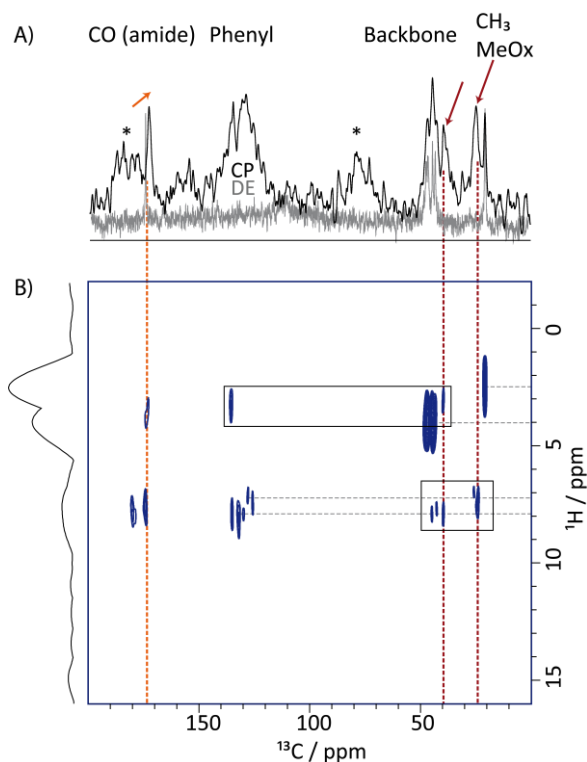 A)
CO (amide) Phenyl Backbone CH₃
MeOx
* *
CP
DE
B)
0
5
10
15
¹H / ppm
150 100 50
¹³C / ppm